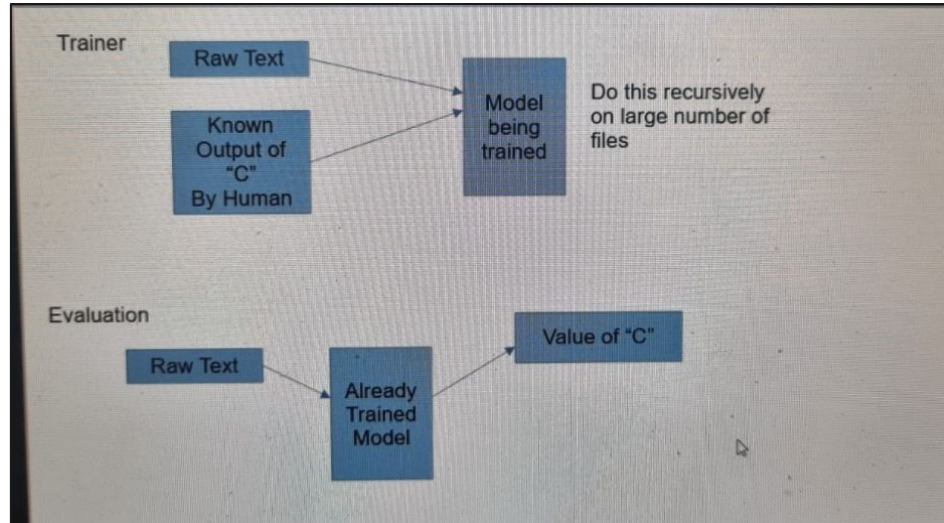 Trainer
Raw Text
Known
Output of
“C”
By Human
Model
being
trained
Do this recursively
on large number of
files
Evaluation
Raw Text
Already
Trained
Model
Value of “C”